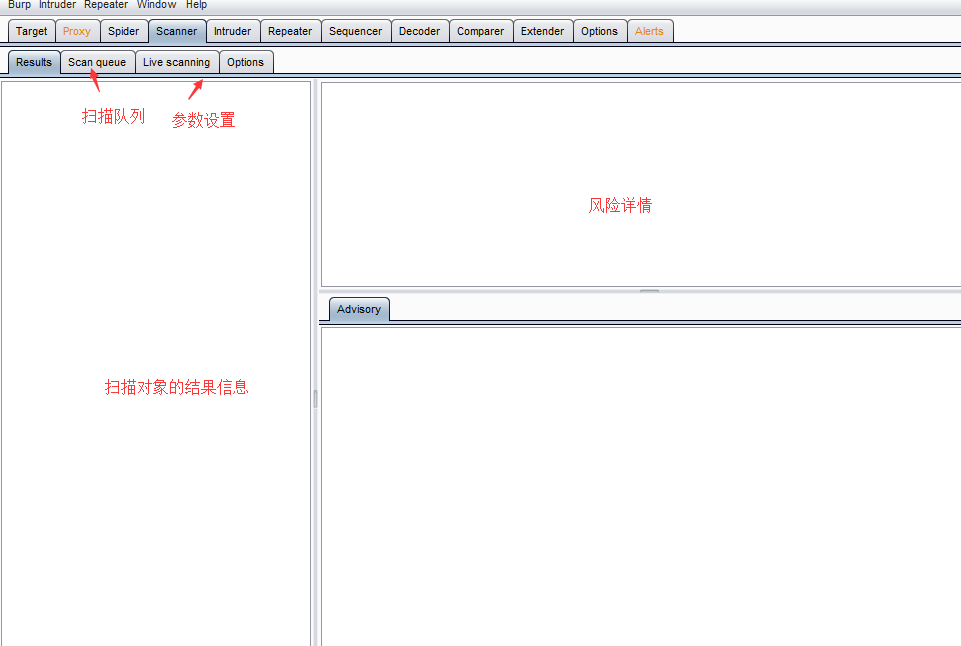 Burp Intruder Repeater Window Help
Target Proxy Spider Scanner Intruder Repeater Sequencer Decoder Comparer Extender Options Alerts
Results Scan queue Live scanning Options
扫描队列 参数设置
风险详情
Advisory
扫描对象的结果信息